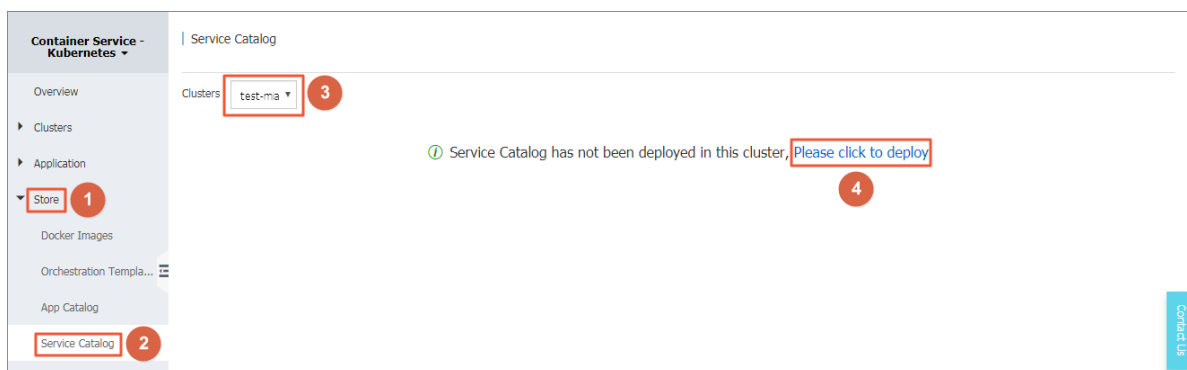 Container Service -
Kubernetes
Service Catalog
Overview
Clusters
test-mia
3
Clusters
Service Catalog has not been deployed in this cluster, Please click to deploy
Application
4
Store
1
Docker Images
Orchestration Templa...
App Catalog
Service Catalog
2
Contact Us